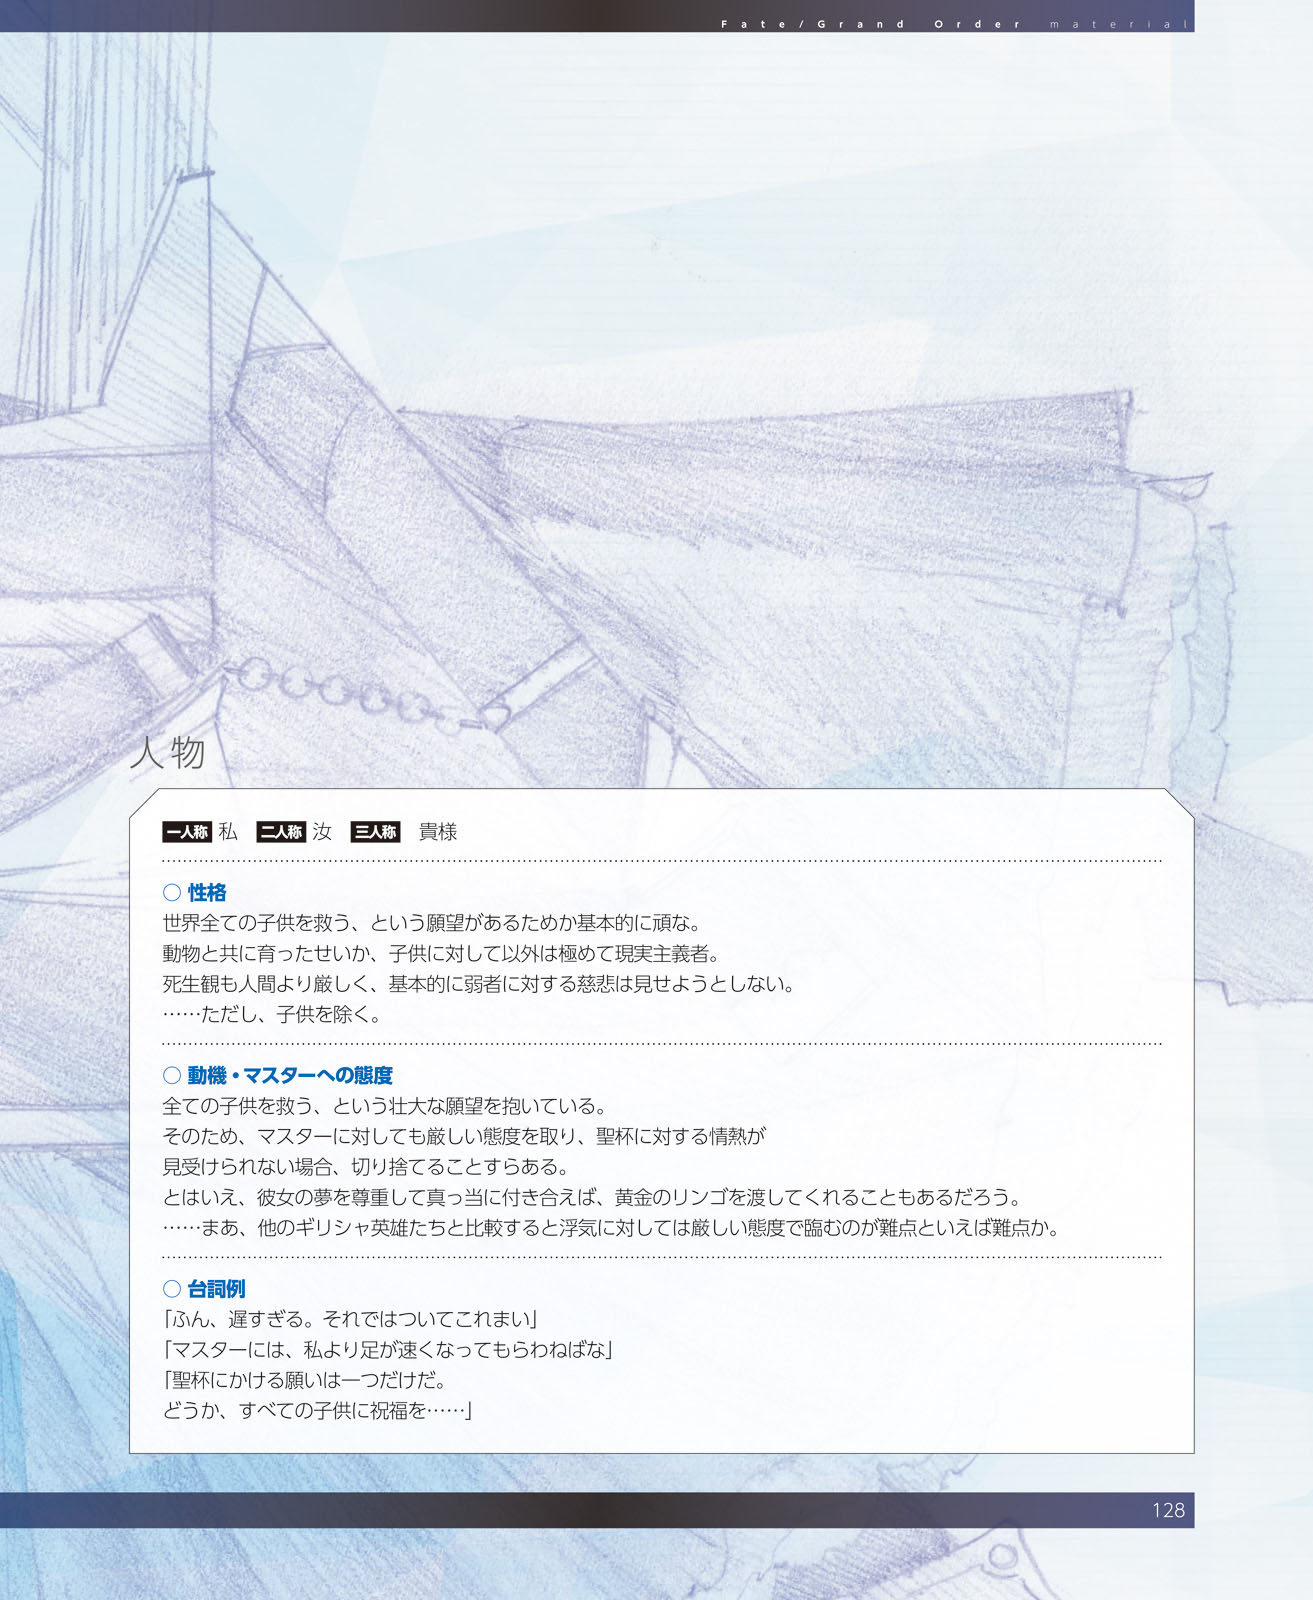 Fate/Grand Order material
人物
一人称 私 二人称 汝 三人称 貴様
○ 性格
世界全ての子供を救う、という願望があるためか基本的に頑な。
動物と共に育ったせいか、子供に対して以外は極めて現実主義者。
死生観も人間より厳しく、基本的に弱者に対する慈悲は見せようとしない。
……ただし、子供を除く。
○ 動機・マスターへの態度
全ての子供を救う、という壮大な願望を抱いている。
そのため、マスターに対しても厳しい態度を取り、聖杯に対する情熱が
見受けられない場合、切り捨てることすらある。
とはいえ、彼女の夢を尊重して真っ当に付き合えば、黄金のリンゴを渡してくれることもあるだろう。
……まあ、他のギリシャ英雄たちと比較すると浮気に対しては厳しい態度で臨むのが難点といえば難点か。
○ 台詞例
「ふん、遅すぎる。それではついてこれまい」
「マスターには、私より足が速くなってもらわねばな」
「聖杯にかける願いは一つだけだ。
どうか、すべての子供に祝福を……」
128